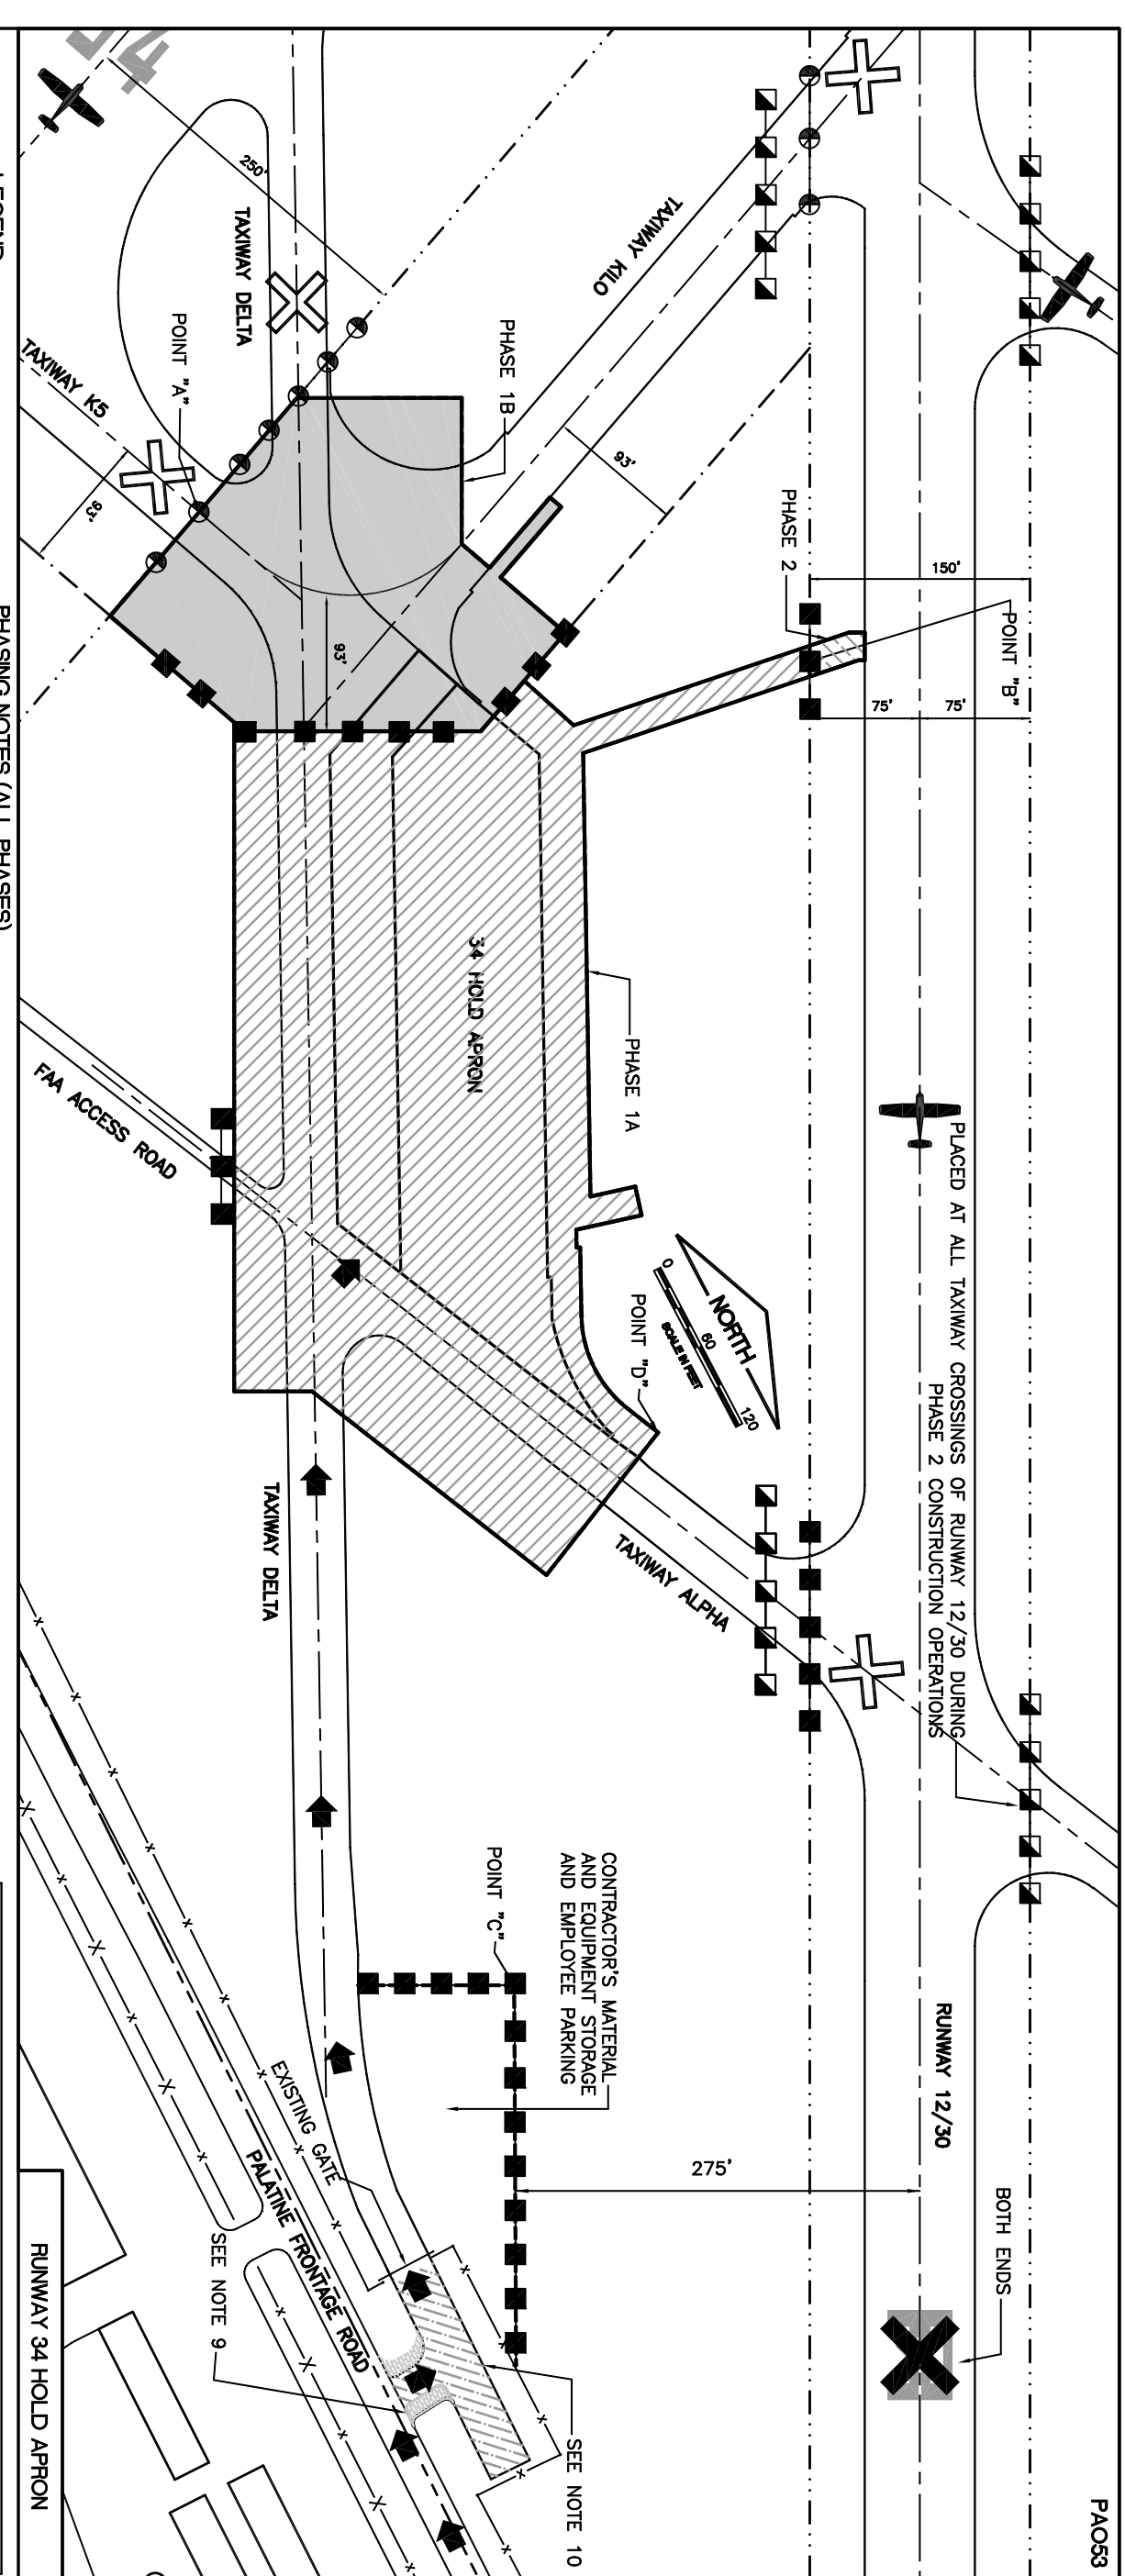 PAO53
34
250'
TAXIWAY DELTA
TAXIWAY K5
POINT "A"
93'
TAXIWAY KILO
PHASE 1B
93'
93'
PHASE 2
150'
POINT "B"
75'
75'
34 HOLD APRON
PHASE 1A
FAA ACCESS ROAD
PLACED AT ALL TAXIWAY CROSSINGS OF RUNWAY 12/30 DURING
PHASE 2 CONSTRUCTION OPERATIONS
NORTH
0
60
120
SCALE IN FEET
POINT "D"
TAXIWAY ALPHA
TAXIWAY DELTA
CONTRACTOR'S MATERIAL
AND EQUIPMENT STORAGE
AND EMPLOYEE PARKING
POINT "C"
RUNWAY 12/30
275'
BOTH ENDS
EXISTING GATE
PALATINE FRONTAGE ROAD
SEE NOTE 9
SEE NOTE 10
RUNWAY 34 HOLD APRON
LEGEND
PHASING NOTES (ALL PHASES)